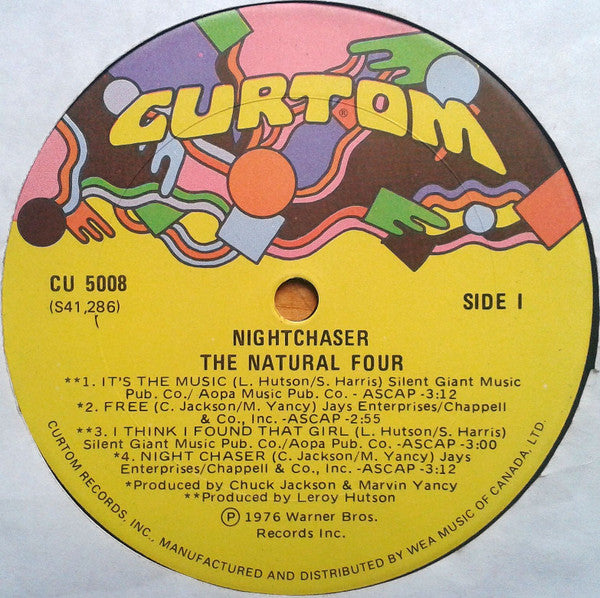 CURTOM
®
CU 5008
(S41,286)
SIDE I
NIGHTCHASER
THE NATURAL FOUR
**1. IT'S THE MUSIC (L. Hutson/S. Harris) Silent Giant Music
Pub. Co./ Aopa Music Pub. Co. - ASCAP -3:12
*2. FREE (C. Jackson/M. Yancy) Jays Enterprises/Chappell
& Co., Inc. -ASCAP -2:55
**3. I THINK I FOUND THAT GIRL (L. Hutson/S. Harris)
Silent Giant Music Pub. Co./Aopa Pub. Co. -ASCAP -3:00
*4. NIGHT CHASER (C. Jackson/M. Yancy) Jays
Enterprises/Chappell & Co., Inc. -ASCAP -3:12
*Produced by Chuck Jackson & Marvin Yancy
**Produced by Leroy Hutson
℗ 1976 Warner Bros.
Records Inc.
CURTOM RECORDS, INC., MANUFACTURED AND DISTRIBUTED BY WEA MUSIC OF CANADA, LTD.